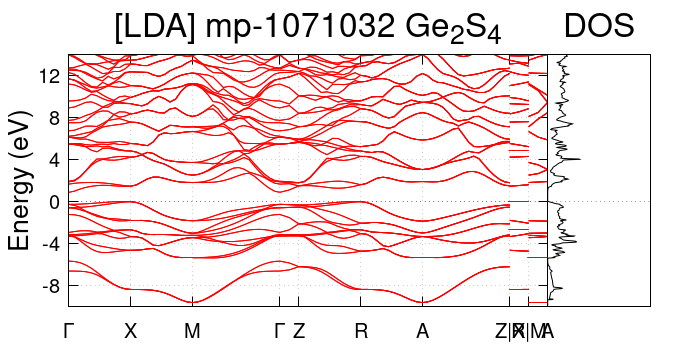 [LDA] mp-1071032 Ge₂S₄ DOS
Energy (eV)
12
8
4
0
-4
-8
Γ X M Γ Z R A Z|X R|M A